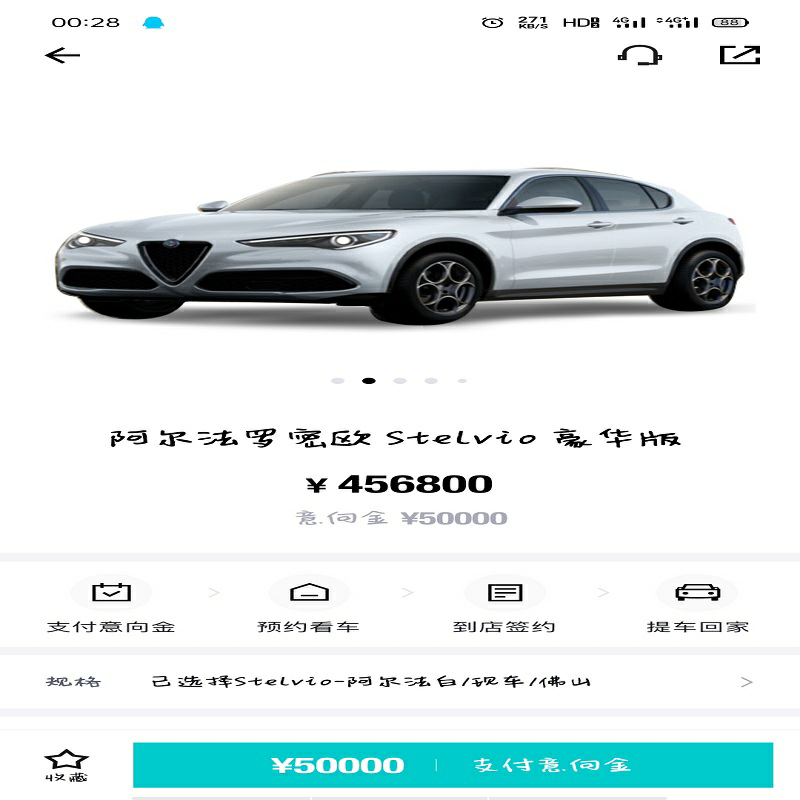 00:28 271 KB/S HD 4G 4G+ 88
阿尔法罗密欧 Stelvio 豪华版
¥ 456800
意向金 ¥50000
支付意向金 > 预约看车 > 到店签约 > 提车回家
规格 已选择Stelvio-阿尔法白/现车/佛山 >
收藏 ¥50000 | 支付意向金